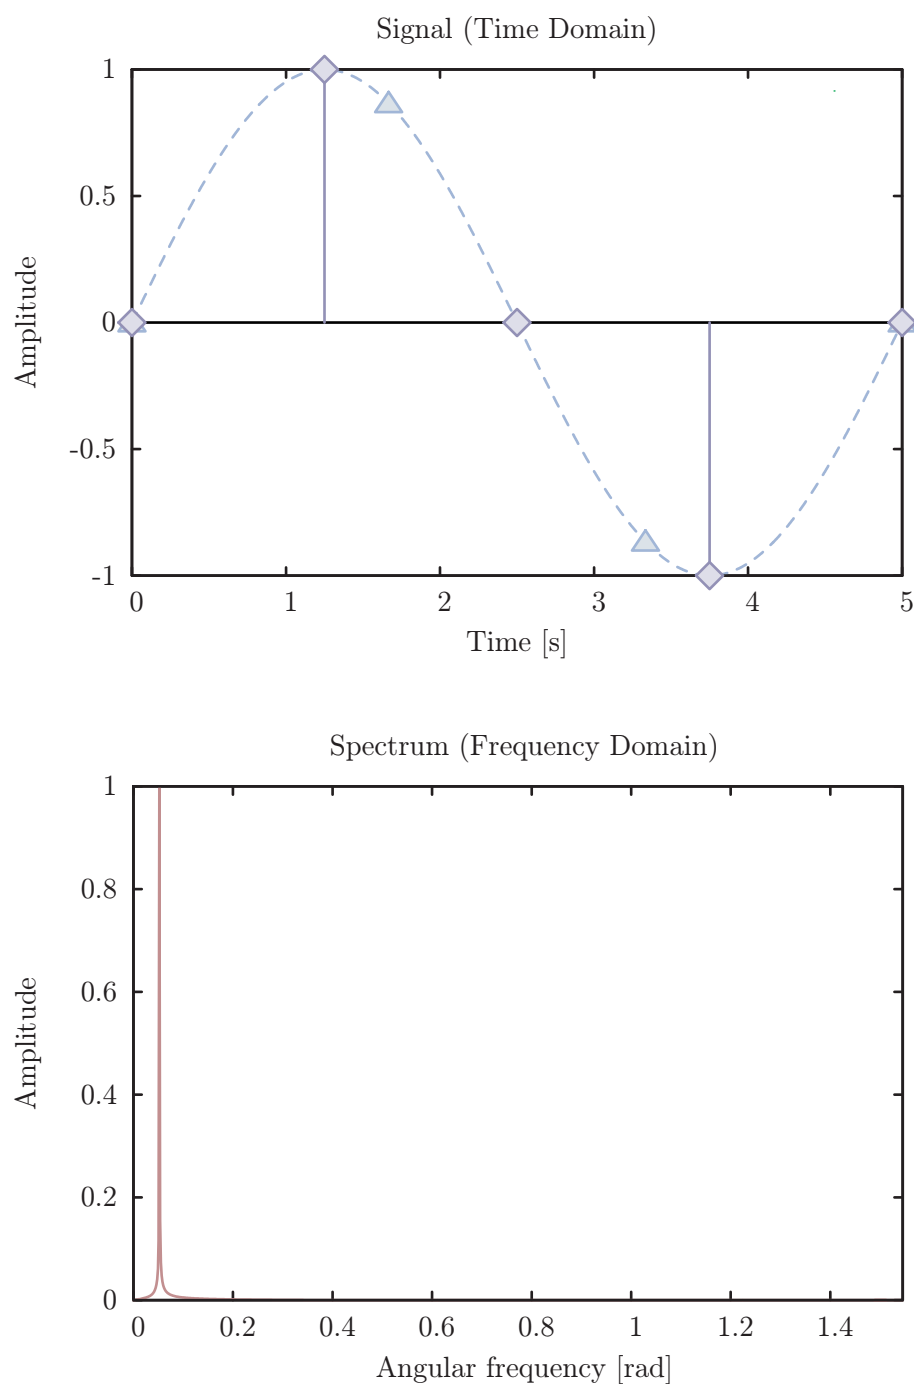 Signal (Time Domain)
1
0.5
0
-0.5
-1
Amplitude
0 1 2 3 4 5
Time [s]
Spectrum (Frequency Domain)
1
0.8
0.6
0.4
0.2
0
Amplitude
0 0.2 0.4 0.6 0.8 1 1.2 1.4
Angular frequency [rad]